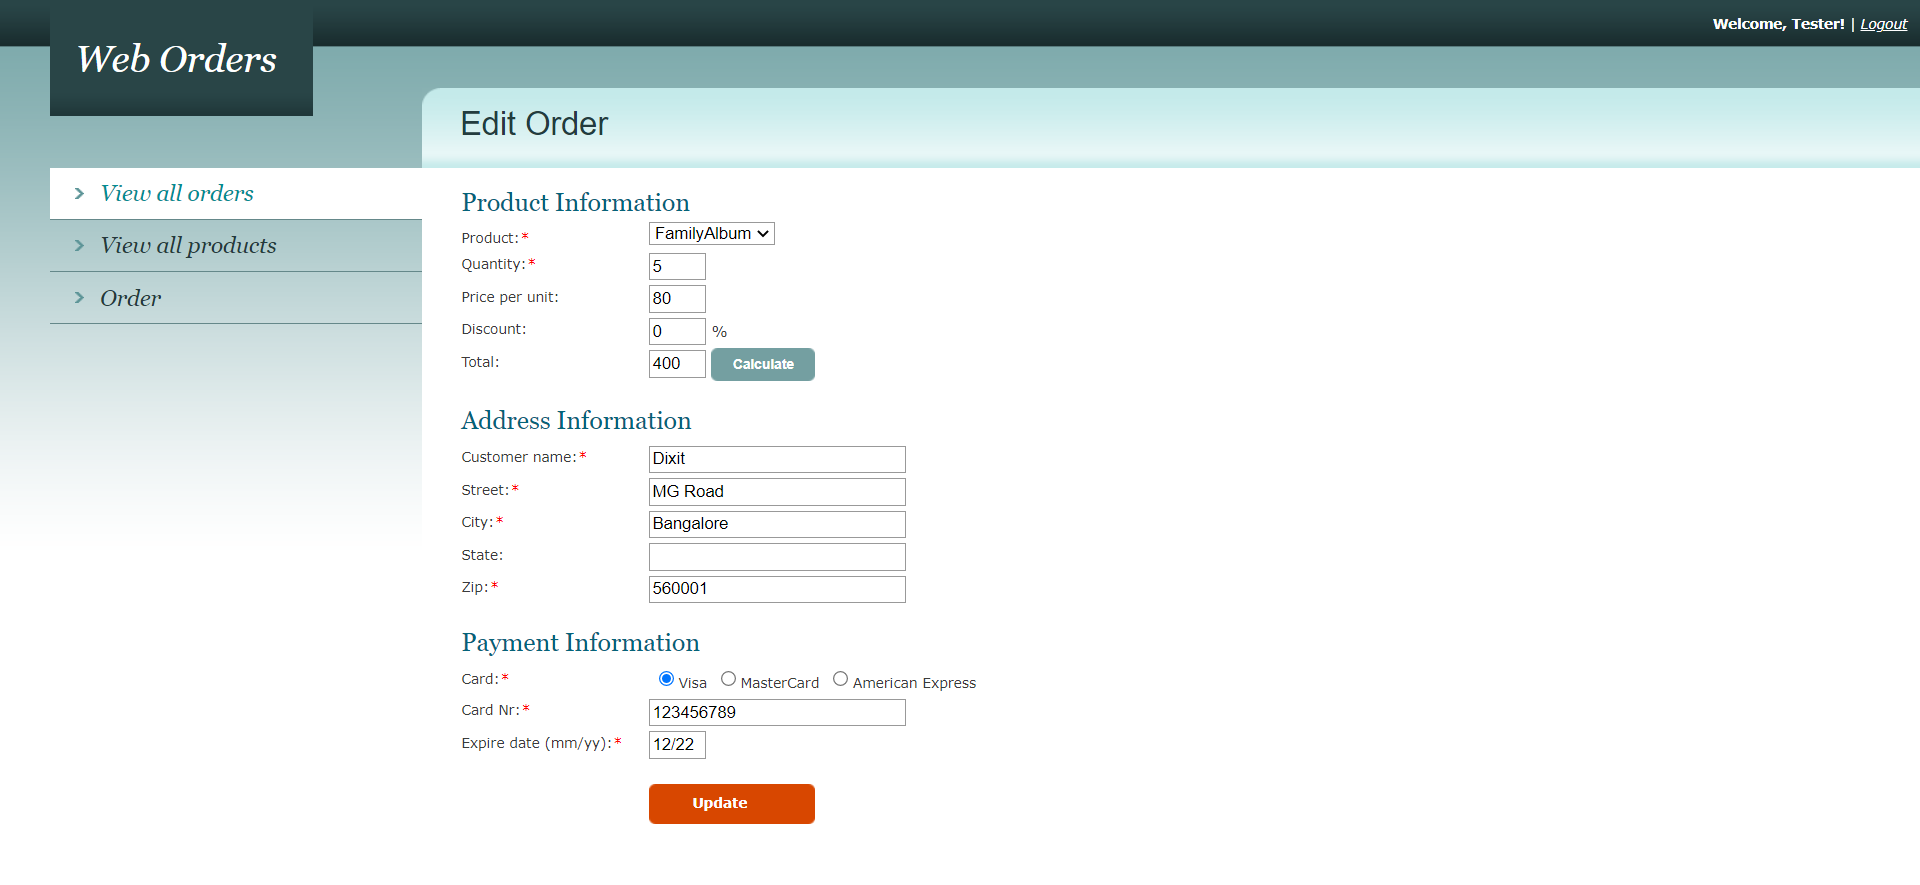 Welcome, Tester! | Logout
Web Orders
Edit Order
View all orders
View all products
Order
Product Information
Product:* FamilyAlbum
Quantity:* 5
Price per unit: 80
Discount: 0 %
Total: 400 Calculate
Address Information
Customer name:* Dixit
Street:* MG Road
City:* Bangalore
State:
Zip:* 560001
Payment Information
Card:* Visa MasterCard American Express
Card Nr:* 123456789
Expire date (mm/yy):* 12/22
Update